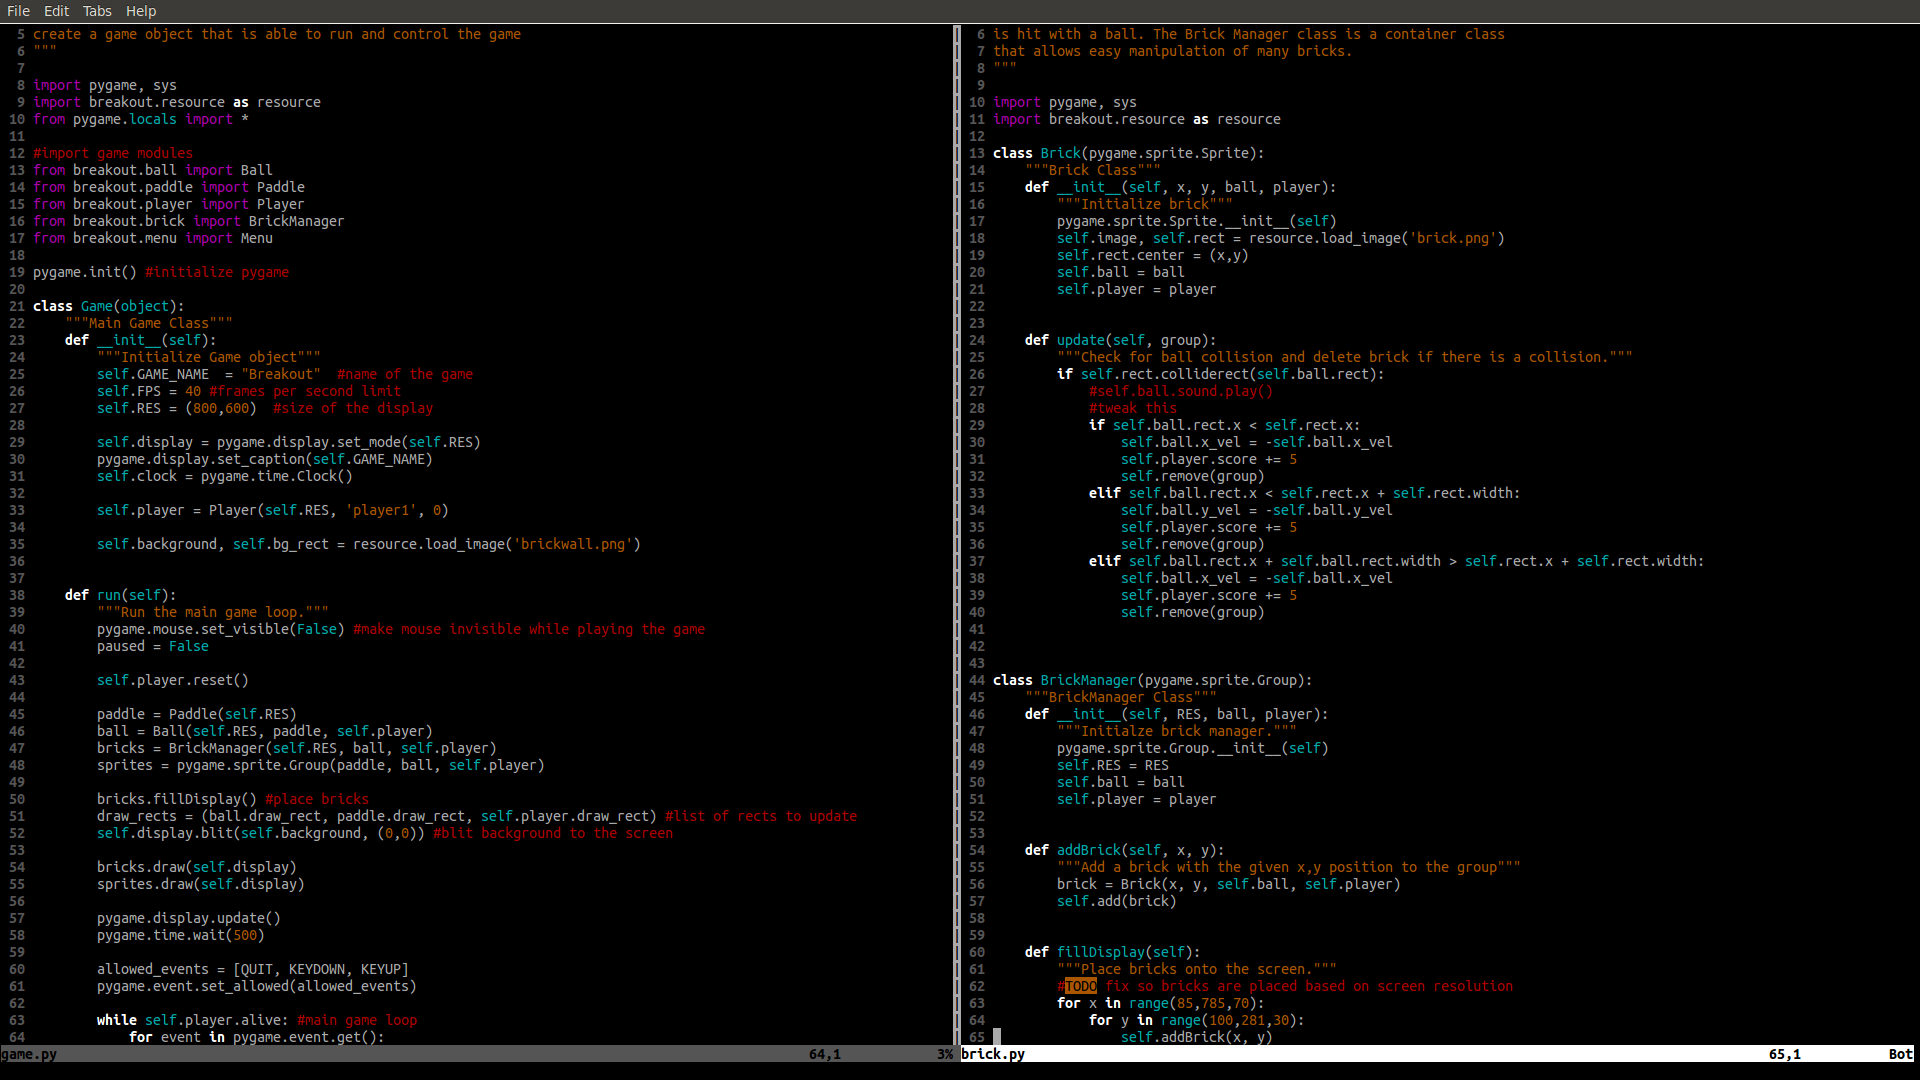 File Edit Tabs Help
5 create a game object that is able to run and control the game
6 """
7
8 import pygame, sys
9 import breakout.resource as resource
10 from pygame.locals import *
11
12 #import game modules
13 from breakout.ball import Ball
14 from breakout.paddle import Paddle
15 from breakout.player import Player
16 from breakout.brick import BrickManager
17 from breakout.menu import Menu
18
19 pygame.init() #initialize pygame
20
21 class Game(object):
22     """Main Game Class"""
23     def __init__(self):
24         """Initialize Game object"""
25         self.GAME_NAME  = "Breakout"  #name of the game
26         self.FPS = 40 #frames per second limit
27         self.RES = (800,600)  #size of the display
28
29         self.display = pygame.display.set_mode(self.RES)
30         pygame.display.set_caption(self.GAME_NAME)
31         self.clock = pygame.time.Clock()
32
33         self.player = Player(self.RES, 'player1', 0)
34
35         self.background, self.bg_rect = resource.load_image('brickwall.png')
36
37
38     def run(self):
39         """Run the main game loop."""
40         pygame.mouse.set_visible(False) #make mouse invisible while playing the game
41         paused = False
42
43         self.player.reset()
44
45         paddle = Paddle(self.RES)
46         ball = Ball(self.RES, paddle, self.player)
47         bricks = BrickManager(self.RES, ball, self.player)
48         sprites = pygame.sprite.Group(paddle, ball, self.player)
49
50         bricks.fillDisplay() #place bricks
51         draw_rects = (ball.draw_rect, paddle.draw_rect, self.player.draw_rect) #list of rects to update
52         self.display.blit(self.background, (0,0)) #blit background to the screen
53
54         bricks.draw(self.display)
55         sprites.draw(self.display)
56
57         pygame.display.update()
58         pygame.time.wait(500)
59
60         allowed_events = [QUIT, KEYDOWN, KEYUP]
61         pygame.event.set_allowed(allowed_events)
62
63         while self.player.alive: #main game loop
64             for event in pygame.event.get():
game.py 64,1 3%
6 is hit with a ball. The Brick Manager class is a container class
7 that allows easy manipulation of many bricks.
8 """
9
10 import pygame, sys
11 import breakout.resource as resource
12
13 class Brick(pygame.sprite.Sprite):
14     """Brick Class"""
15     def __init__(self, x, y, ball, player):
16         """Initialize brick"""
17         pygame.sprite.Sprite.__init__(self)
18         self.image, self.rect = resource.load_image('brick.png')
19         self.rect.center = (x,y)
20         self.ball = ball
21         self.player = player
22
23
24     def update(self, group):
25         """Check for ball collision and delete brick if there is a collision."""
26         if self.rect.colliderect(self.ball.rect):
27             #self.ball.sound.play()
28             #tweak this
29             if self.ball.rect.x < self.rect.x:
30                 self.ball.x_vel = -self.ball.x_vel
31                 self.player.score += 5
32                 self.remove(group)
33             elif self.ball.rect.x < self.rect.x + self.rect.width:
34                 self.ball.y_vel = -self.ball.y_vel
35                 self.player.score += 5
36                 self.remove(group)
37             elif self.ball.rect.x + self.ball.rect.width > self.rect.x + self.rect.width:
38                 self.ball.x_vel = -self.ball.x_vel
39                 self.player.score += 5
40                 self.remove(group)
41
42
43
44 class BrickManager(pygame.sprite.Group):
45     """BrickManager Class"""
46     def __init__(self, RES, ball, player):
47         """Initialze brick manager."""
48         pygame.sprite.Group.__init__(self)
49         self.RES = RES
50         self.ball = ball
51         self.player = player
52
53
54     def addBrick(self, x, y):
55         """Add a brick with the given x,y position to the group"""
56         brick = Brick(x, y, self.ball, self.player)
57         self.add(brick)
58
59
60     def fillDisplay(self):
61         """Place bricks onto the screen."""
62         #TODO fix so bricks are placed based on screen resolution
63         for x in range(85,785,70):
64             for y in range(100,281,30):
65                 self.addBrick(x, y)
brick.py 65,1 Bot